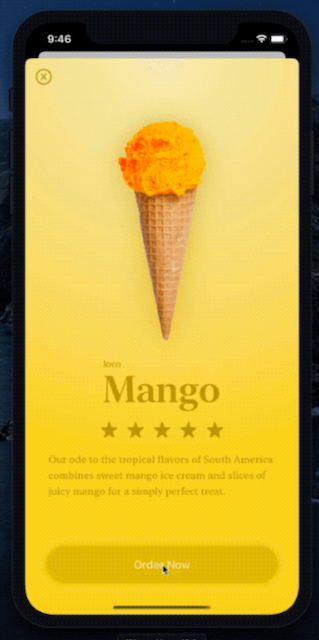 9:46
X
loco
Mango
Our ode to the tropical flavors of South America
combines sweet mango ice cream and slices of
juicy mango for a simply perfect treat.
Order Now